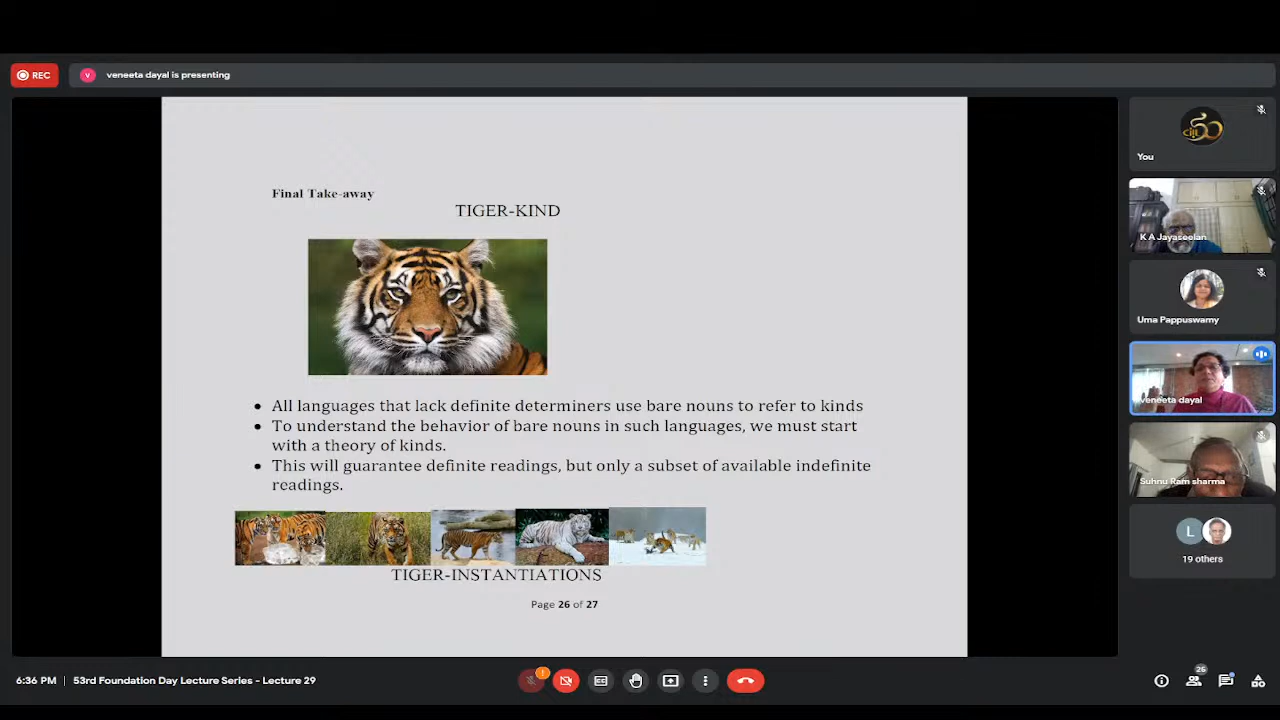 REC
v
veneeta dayal is presenting
Final Take-away
TIGER-KIND
• All languages that lack definite determiners use bare nouns to refer to kinds
• To understand the behavior of bare nouns in such languages, we must start
with a theory of kinds.
• This will guarantee definite readings, but only a subset of available indefinite
readings.
TIGER-INSTANTIATIONS
Page 26 of 27
50
You
K A Jayaseelan
Uma Pappuswamy
veneeta dayal
Suhnu Ram sharma
L
19 others
6:36 PM | 53rd Foundation Day Lecture Series - Lecture 29
!
CC
26